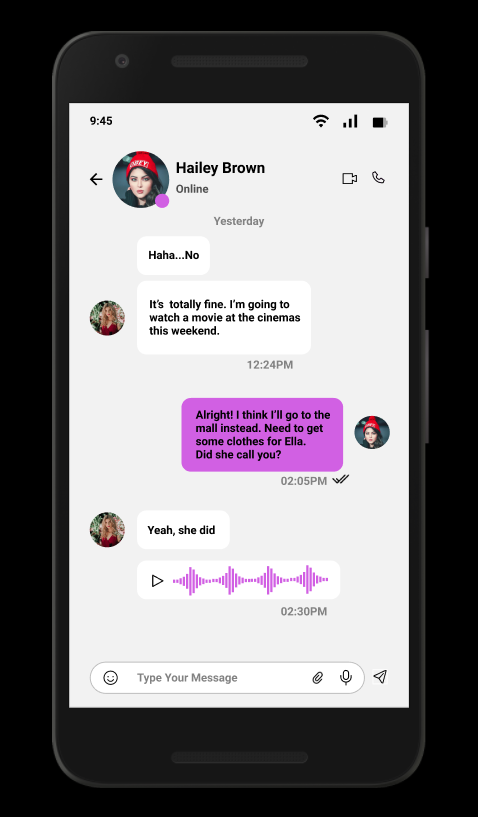 9:45
Hailey Brown
Online
Yesterday
Haha...No
It's  totally fine. I'm going to
watch a movie at the cinemas
this weekend.
12:24PM
Alright! I think I'll go to the
mall instead. Need to get
some clothes for Ella.
Did she call you?
02:05PM
Yeah, she did
02:30PM
Type Your Message